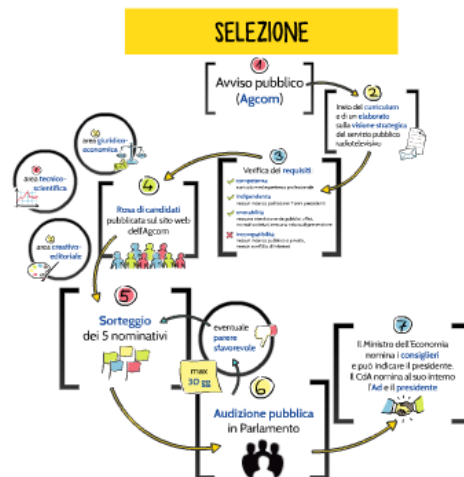 SELEZIONE
1
Avviso pubblico
(Agcom)
2
Invio del curriculum
e di un elaborato
sulla visione strategica
del servizio pubblico
radiotelevisivo
3
Verifica dei requisiti
competenza
indipendenza
onorabilità
incompatibilità
area giuridico-
economica
area tecnico-
scientifica
area creativo-
editoriale
4
Rosa di candidati
pubblicata sul sito web
dell'Agcom
5
Sorteggio
dei 5 nominativi
eventuale
parere
sfavorevole
max
30 gg
6
Audizione pubblica
in Parlamento
7
Il Ministro dell'Economia
nomina i consiglieri
e può indicare il presidente.
Il CdA nomina al suo interno
l'Ad e il presidente